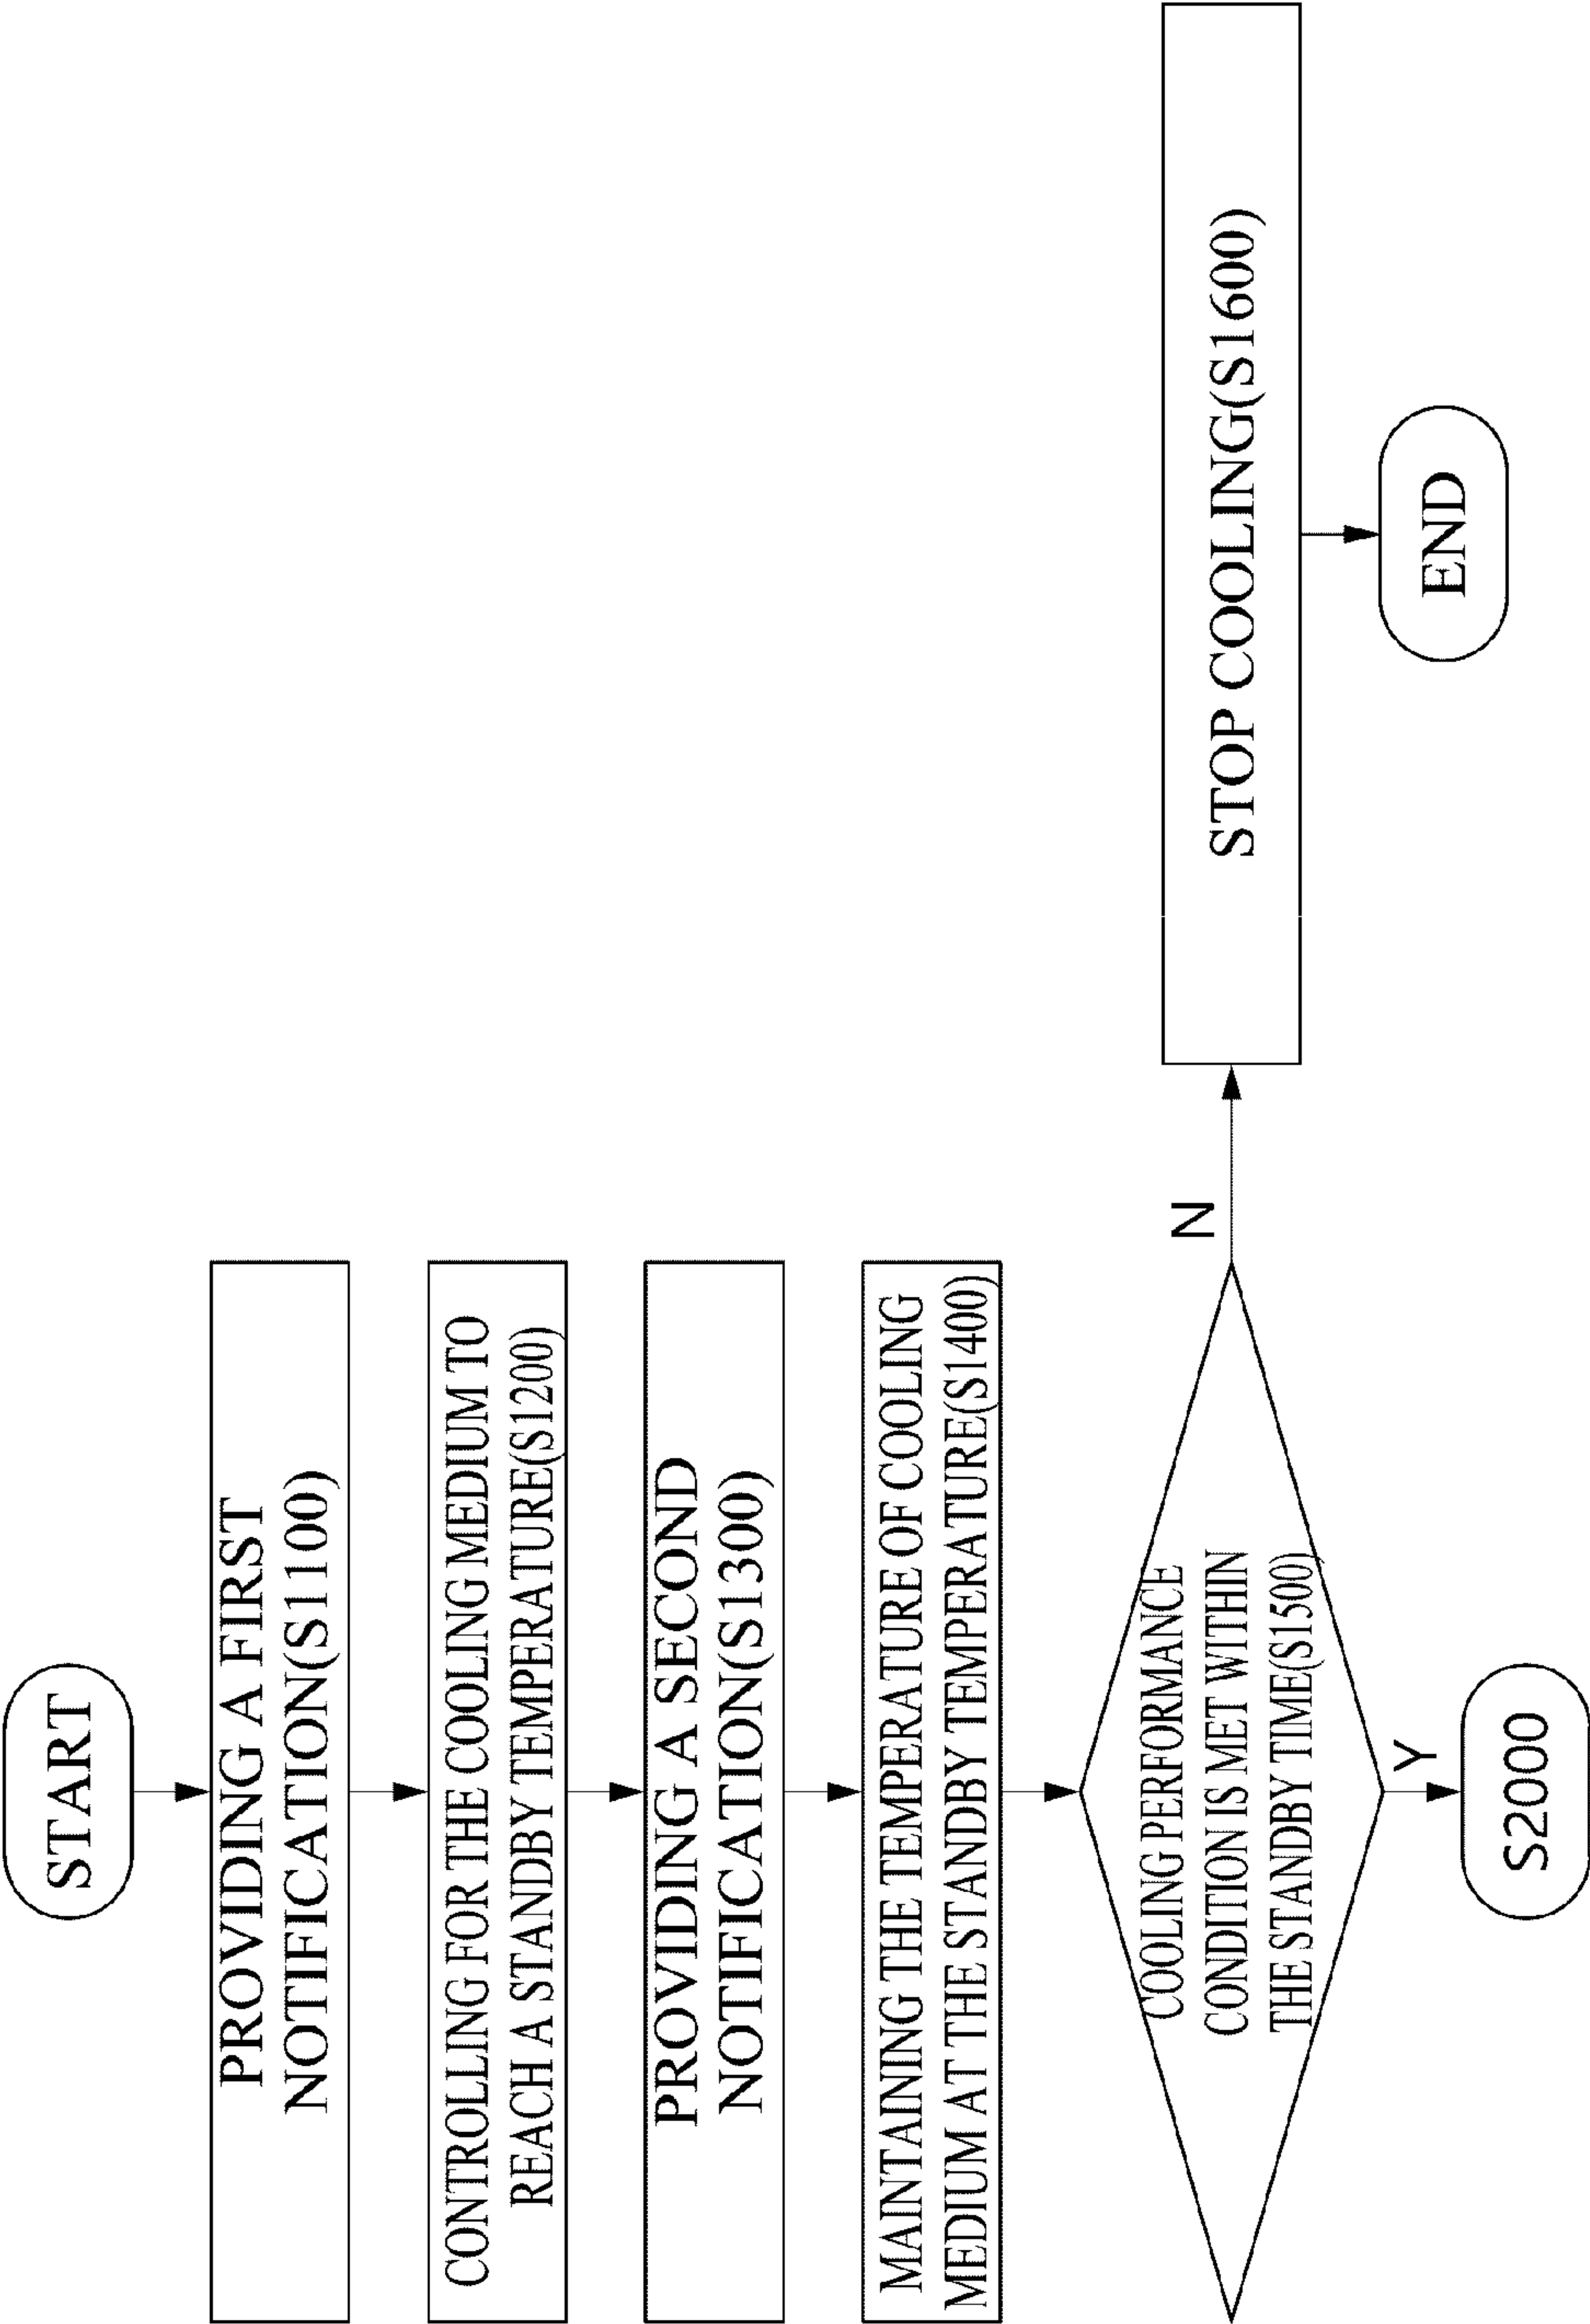 START
PROVIDING A FIRST
NOTIFICATION(S1100)
CONTROLLING FOR THE COOLING MEDIUM TO
REACH A STANDBY TEMPERATURE(S1200)
PROVIDING A SECOND
NOTIFICATION(S1300)
MAINTAINING THE TEMPERATURE OF COOLING
MEDIUM AT THE STANDBY TEMPERATURE(S1400)
COOLING PERFORMANCE
CONDITION IS MET WITHIN
THE STANDBY TIME(S1500)
N
STOP COOLING(S1600)
END
Y
S2000